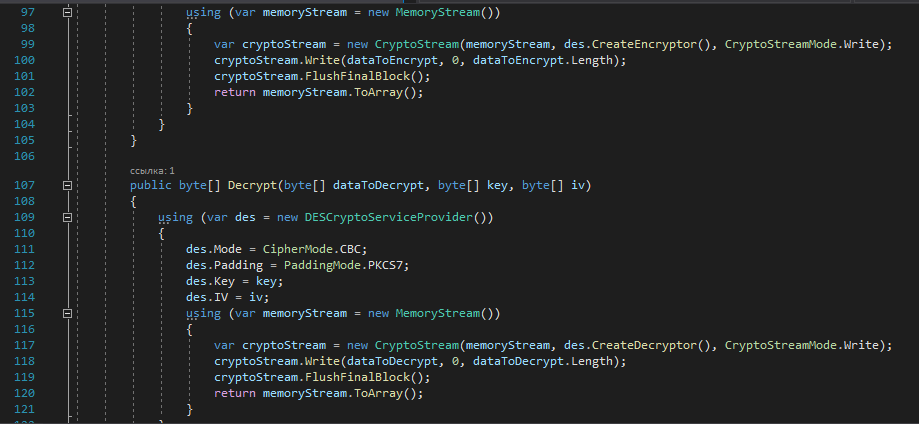 97 using (var memoryStream = new MemoryStream())
98 {
99 var cryptoStream = new CryptoStream(memoryStream, des.CreateEncryptor(), CryptoStreamMode.Write);
100 cryptoStream.Write(dataToEncrypt, 0, dataToEncrypt.Length);
101 cryptoStream.FlushFinalBlock();
102 return memoryStream.ToArray();
103 }
104 }
105 }
106
ссылка: 1
107 public byte[] Decrypt(byte[] dataToDecrypt, byte[] key, byte[] iv)
108 {
109 using (var des = new DESCryptoServiceProvider())
110 {
111 des.Mode = CipherMode.CBC;
112 des.Padding = PaddingMode.PKCS7;
113 des.Key = key;
114 des.IV = iv;
115 using (var memoryStream = new MemoryStream())
116 {
117 var cryptoStream = new CryptoStream(memoryStream, des.CreateDecryptor(), CryptoStreamMode.Write);
118 cryptoStream.Write(dataToDecrypt, 0, dataToDecrypt.Length);
119 cryptoStream.FlushFinalBlock();
120 return memoryStream.ToArray();
121 }